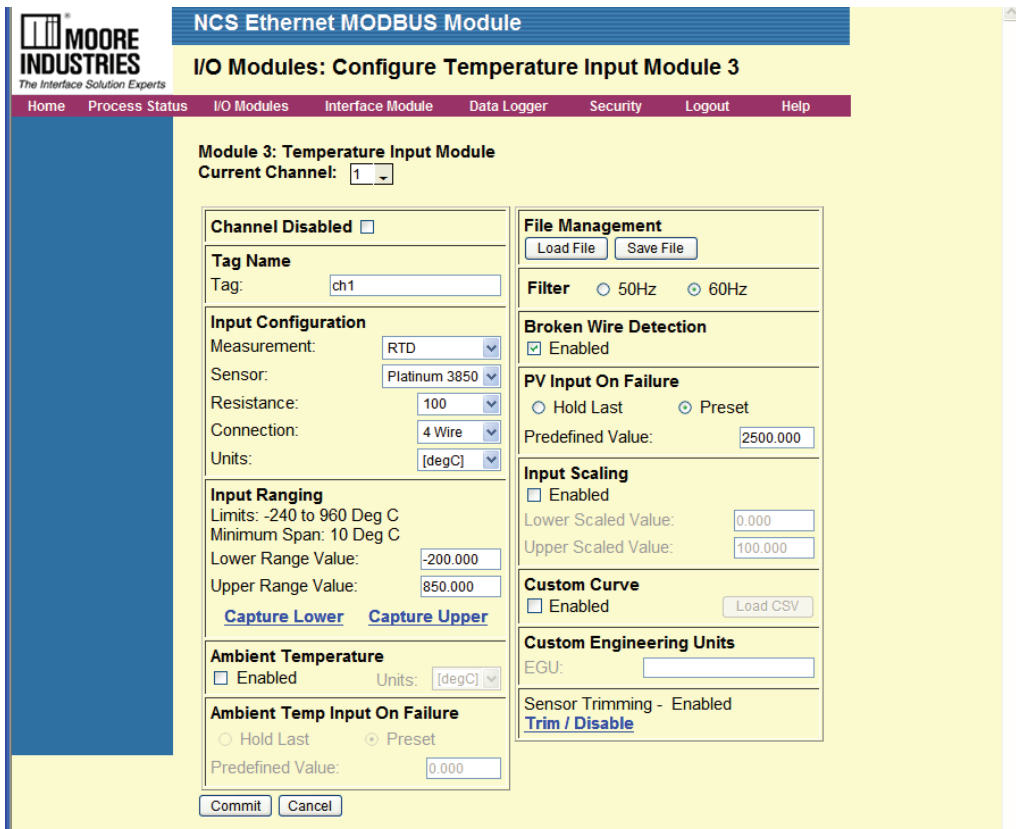 MOORE
INDUSTRIES
The Interface Solution Experts
NCS Ethernet MODBUS Module
I/O Modules: Configure Temperature Input Module 3
Home Process Status I/O Modules Interface Module Data Logger Security Logout Help
Module 3: Temperature Input Module
Current Channel: 1
Channel Disabled
Tag Name
Tag: ch1
Input Configuration
Measurement: RTD
Sensor: Platinum 3850
Resistance: 100
Connection: 4 Wire
Units: [degC]
Input Ranging
Limits: -240 to 960 Deg C
Minimum Span: 10 Deg C
Lower Range Value: -200.000
Upper Range Value: 850.000
Capture Lower Capture Upper
Ambient Temperature
Enabled Units: [degC]
Ambient Temp Input On Failure
Hold Last Preset
Predefined Value: 0.000
File Management
Load File Save File
Filter 50Hz 60Hz
Broken Wire Detection
Enabled
PV Input On Failure
Hold Last Preset
Predefined Value: 2500.000
Input Scaling
Enabled
Lower Scaled Value: 0.000
Upper Scaled Value: 100.000
Custom Curve
Enabled Load CSV
Custom Engineering Units
EGU:
Sensor Trimming - Enabled
Trim / Disable
Commit Cancel